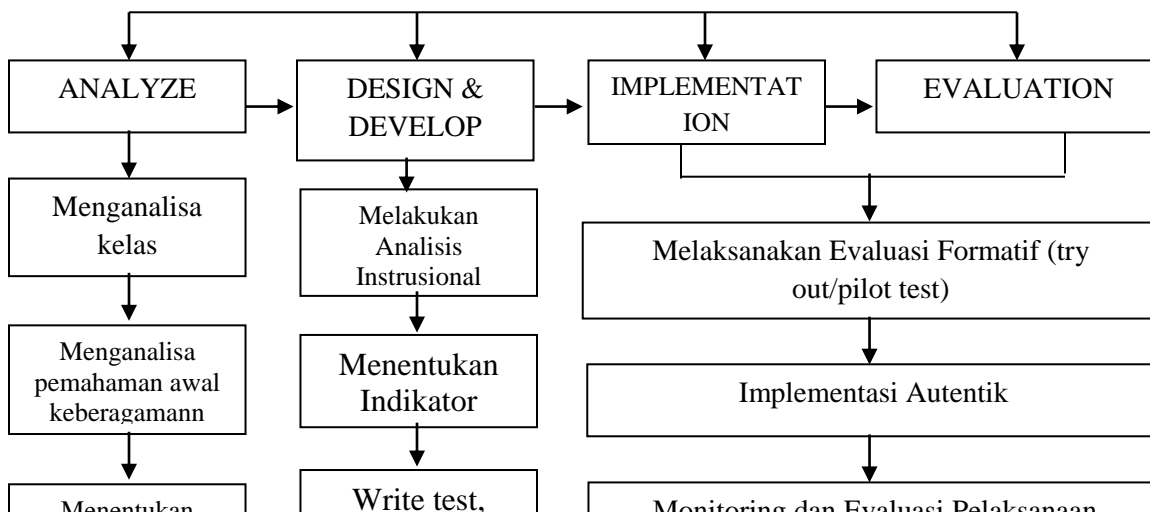 ANALYZE
DESIGN &
DEVELOP
IMPLEMENTAT
ION
EVALUATION
Menganalisa
kelas
Melakukan
Analisis
Instrusional
Melaksanakan Evaluasi Formatif (try
out/pilot test)
Menganalisa
pemahaman awal
keberagamann
Menentukan
Indikator
Implementasi Autentik
Menentukan
Write test,
Monitoring dan Evaluasi Pelaksanaan